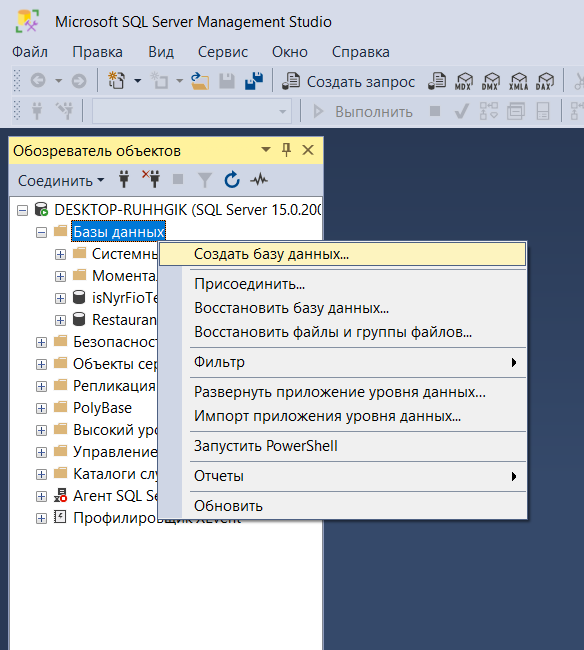 Microsoft SQL Server Management Studio
Файл Правка Вид Сервис Окно Справка
Создать запрос MDX DMX XMLA DAX
Выполнить
Обозреватель объектов
Соединить
DESKTOP-RUHHGIK (SQL Server 15.0.200
Базы данных
Системны
Создать базу данных...
Момента
Присоединить...
isNyrFioTe
Восстановить базу данных...
Restauran
Восстановить файлы и группы файлов...
Безопаснос
Фильтр
Объекты сер
Репликация
Развернуть приложение уровня данных...
PolyBase
Импорт приложения уровня данных...
Высокий уро
Управление
Запустить PowerShell
Каталоги слу
Отчеты
Агент SQL Se
Обновить
Профилировщик XEvent